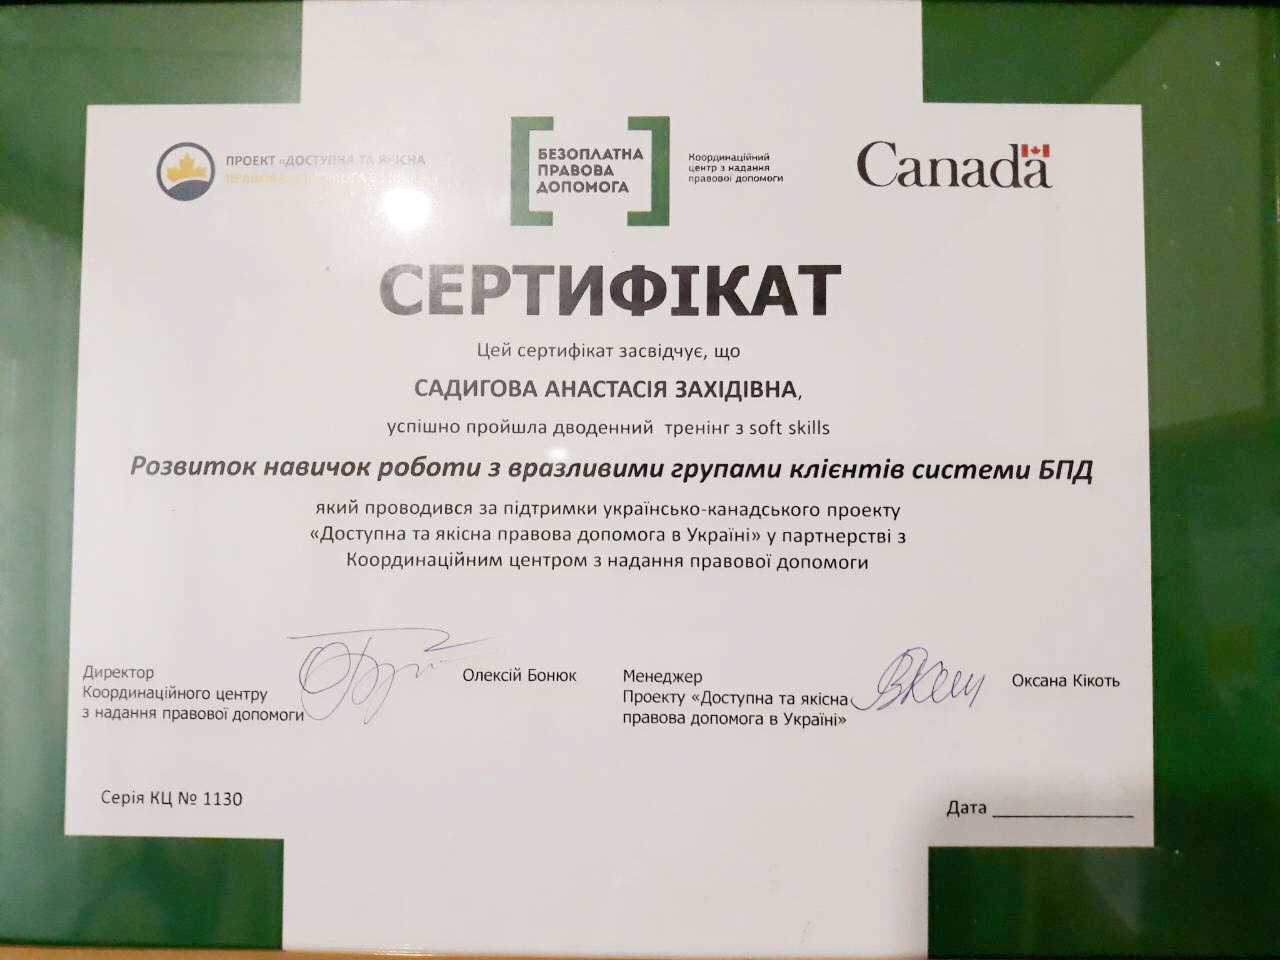 ПРОЕКТ «ДОСТУПНА ТА ЯКІСНА
ПРАВОВА ДОПОМОГА В УКРАЇНІ»
БЕЗОПЛАТНА
ПРАВОВА
ДОПОМОГА
Координаційний
центр з надання
правової допомоги
Canada
СЕРТИФІКАТ
Цей сертифікат засвідчує, що
САДИГОВА АНАСТАСІЯ ЗАХІДІВНА,
успішно пройшла дводенний тренінг з soft skills
Розвиток навичок роботи з вразливими групами клієнтів системи БПД
який проводився за підтримки українсько-канадського проекту
«Доступна та якісна правова допомога в Україні» у партнерстві з
Координаційним центром з надання правової допомоги
Директор
Координаційного центру
з надання правової допомоги
Олексій Бонюк
Менеджер
Проекту «Доступна та якісна
правова допомога в Україні»
Оксана Кікоть
Серія КЦ № 1130
Дата _______________